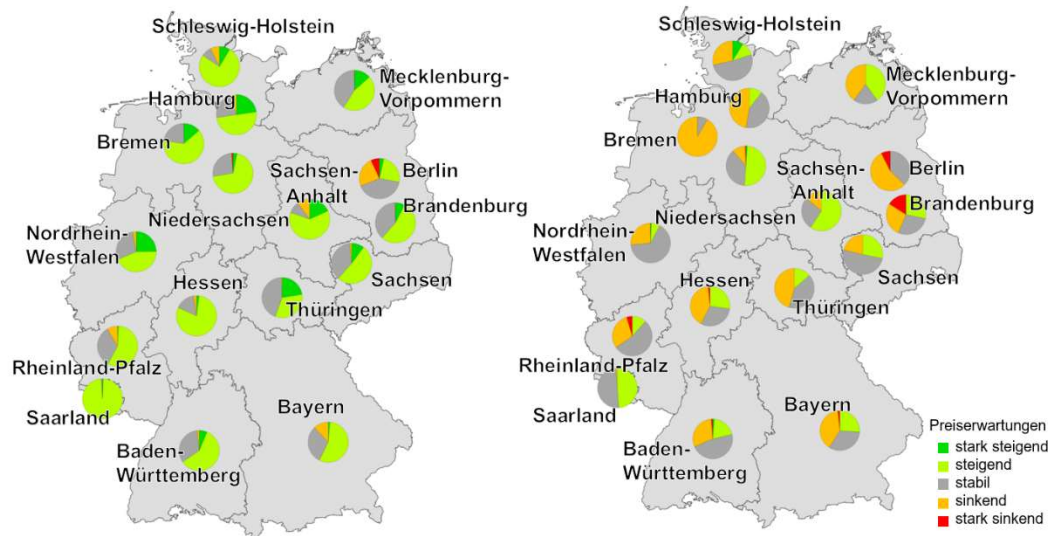 Schleswig-Holstein
Mecklenburg-
Vorpommern
Hamburg
Bremen
Sachsen-
Anhalt
Berlin
Niedersachsen
Brandenburg
Nordrhein-
Westfalen
Hessen
Sachsen
Thüringen
Rheinland-Pfalz
Saarland
Bayern
Baden-
Württemberg
Schleswig-Holstein
Mecklenburg-
Vorpommern
Hamburg
Bremen
Sachsen-
Anhalt
Berlin
Brandenburg
Niedersachsen
Nordrhein-
Westfalen
Sachsen
Hessen
Thüringen
Rheinland-Pfalz
Saarland
Bayern
Baden-
Württemberg
Preiserwartungen
stark steigend
steigend
stabil
sinkend
stark sinkend